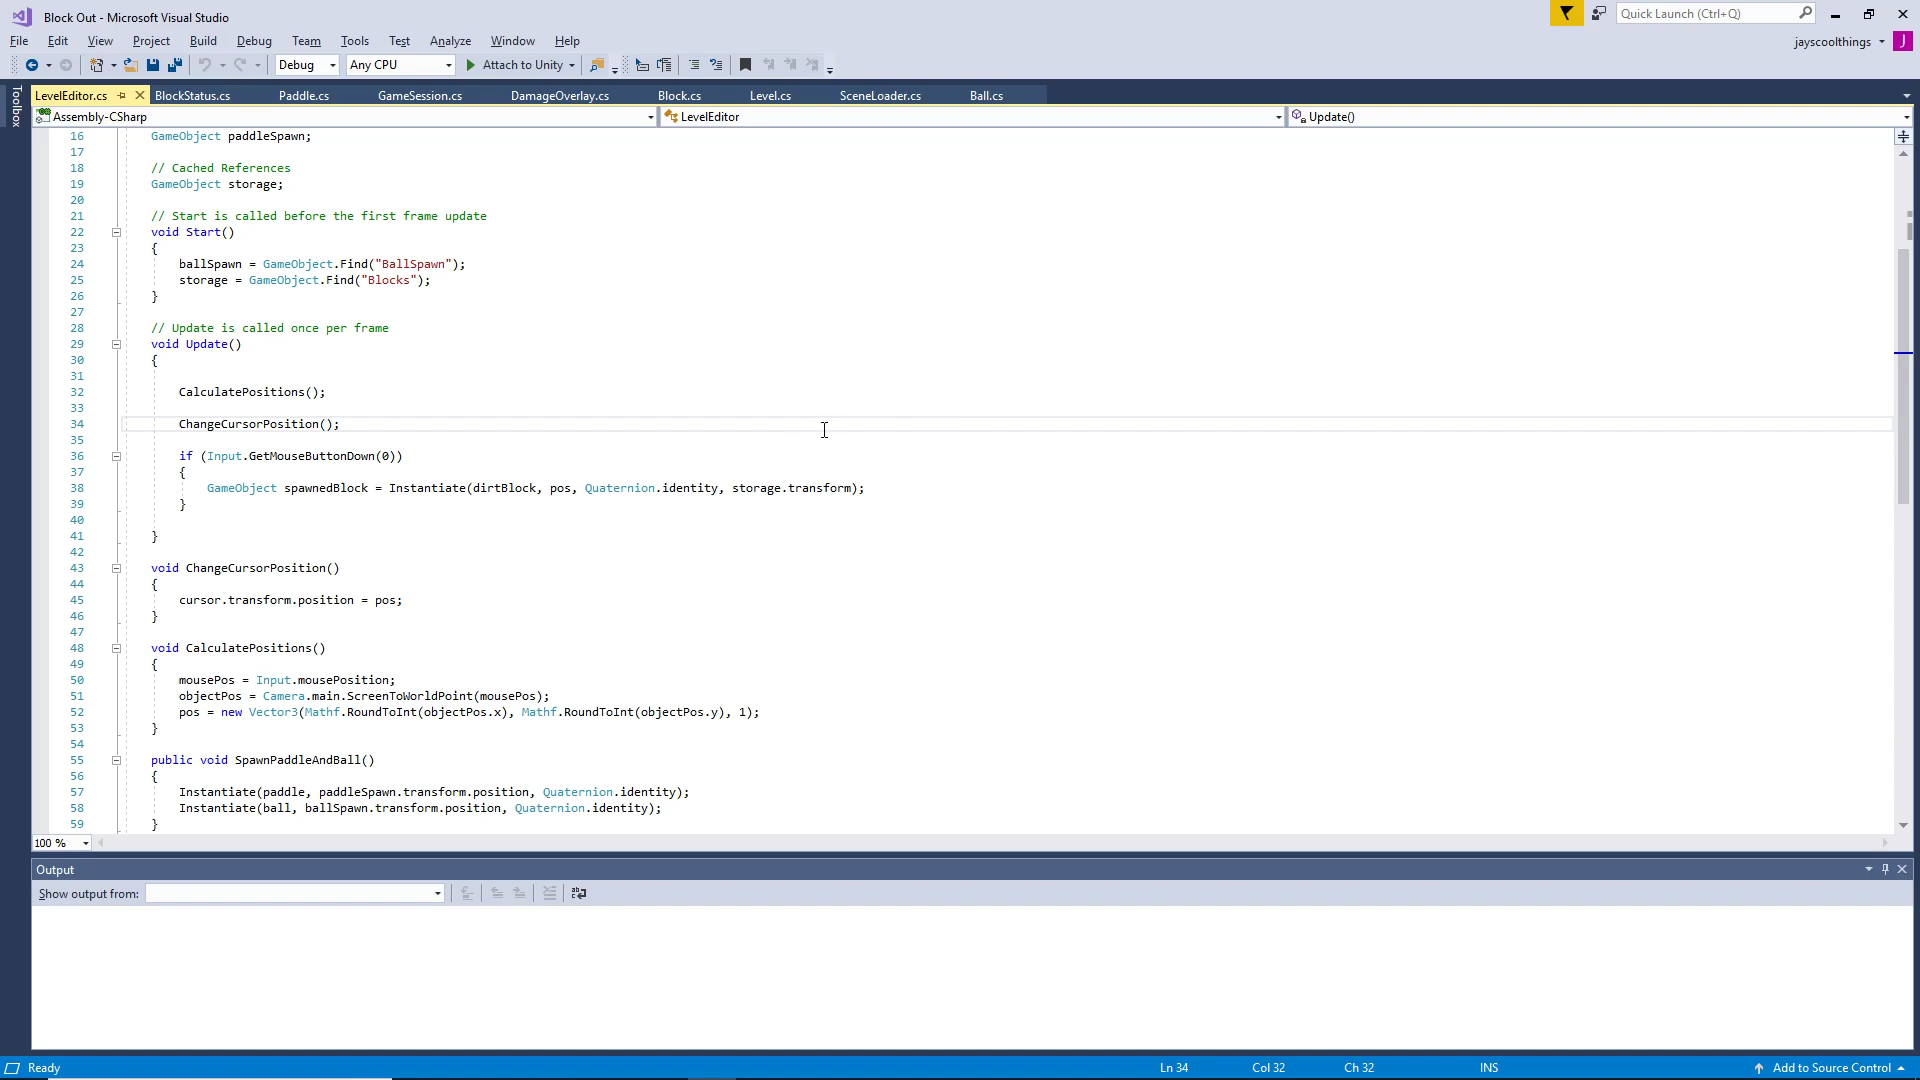 Block Out - Microsoft Visual Studio
Quick Launch (Ctrl+Q)
File Edit View Project Build Debug Team Tools Test Analyze Window Help
jayscoolthings J
Debug Any CPU Attach to Unity
Toolbox
LevelEditor.cs BlockStatus.cs Paddle.cs GameSession.cs DamageOverlay.cs Block.cs Level.cs SceneLoader.cs Ball.cs
Assembly-CSharp LevelEditor Update()
16 GameObject paddleSpawn;
17
18 // Cached References
19 GameObject storage;
20
21 // Start is called before the first frame update
22 void Start()
23 {
24 ballSpawn = GameObject.Find("BallSpawn");
25 storage = GameObject.Find("Blocks");
26 }
27
28 // Update is called once per frame
29 void Update()
30 {
31
32 CalculatePositions();
33
34 ChangeCursorPosition();
35
36 if (Input.GetMouseButtonDown(0))
37 {
38 GameObject spawnedBlock = Instantiate(dirtBlock, pos, Quaternion.identity, storage.transform);
39 }
40
41 }
42
43 void ChangeCursorPosition()
44 {
45 cursor.transform.position = pos;
46 }
47
48 void CalculatePositions()
49 {
50 mousePos = Input.mousePosition;
51 objectPos = Camera.main.ScreenToWorldPoint(mousePos);
52 pos = new Vector3(Mathf.RoundToInt(objectPos.x), Mathf.RoundToInt(objectPos.y), 1);
53 }
54
55 public void SpawnPaddleAndBall()
56 {
57 Instantiate(paddle, paddleSpawn.transform.position, Quaternion.identity);
58 Instantiate(ball, ballSpawn.transform.position, Quaternion.identity);
59 }
100 %
Output
Show output from:
Ready Ln 34 Col 32 Ch 32 INS Add to Source Control